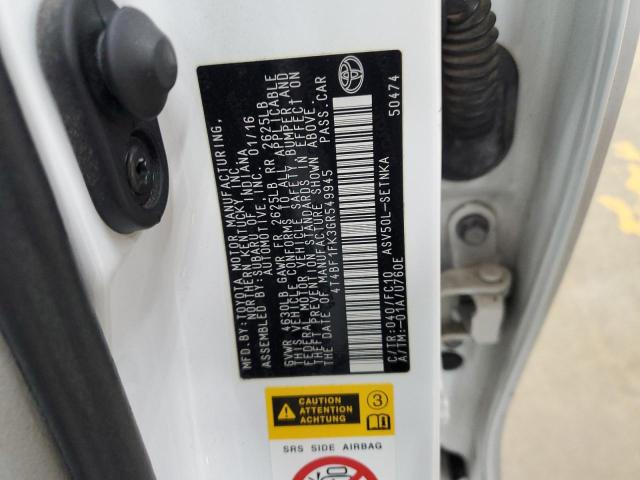 MFD. BY:TOYOTA MOTOR MANUFACTURING,
NORTHERN KENTUCKY, INC.
ASSEMBLED BY:SUBARU OF INDIANA
AUTOMOTIVE, INC. 01/16
GVWR 4630LB GAWR FR 2625LB RR 2625LB
THIS VEHICLE CONFORMS TO ALL APPLICABLE
FEDERAL MOTOR VEHICLE SAFETY, BUMPER, AND
THEFT PREVENTION STANDARDS IN EFFECT ON
THE DATE OF MANUFACTURE SHOWN ABOVE.
4T4BF1FK3GR549945 PASS.CAR
C/TR:040/FC10 ASV50L-SETNKA
A/TM:-01A/U760E
50474
TOYOTA
CAUTION
ATTENTION
ACHTUNG
3
SRS SIDE AIRBAG